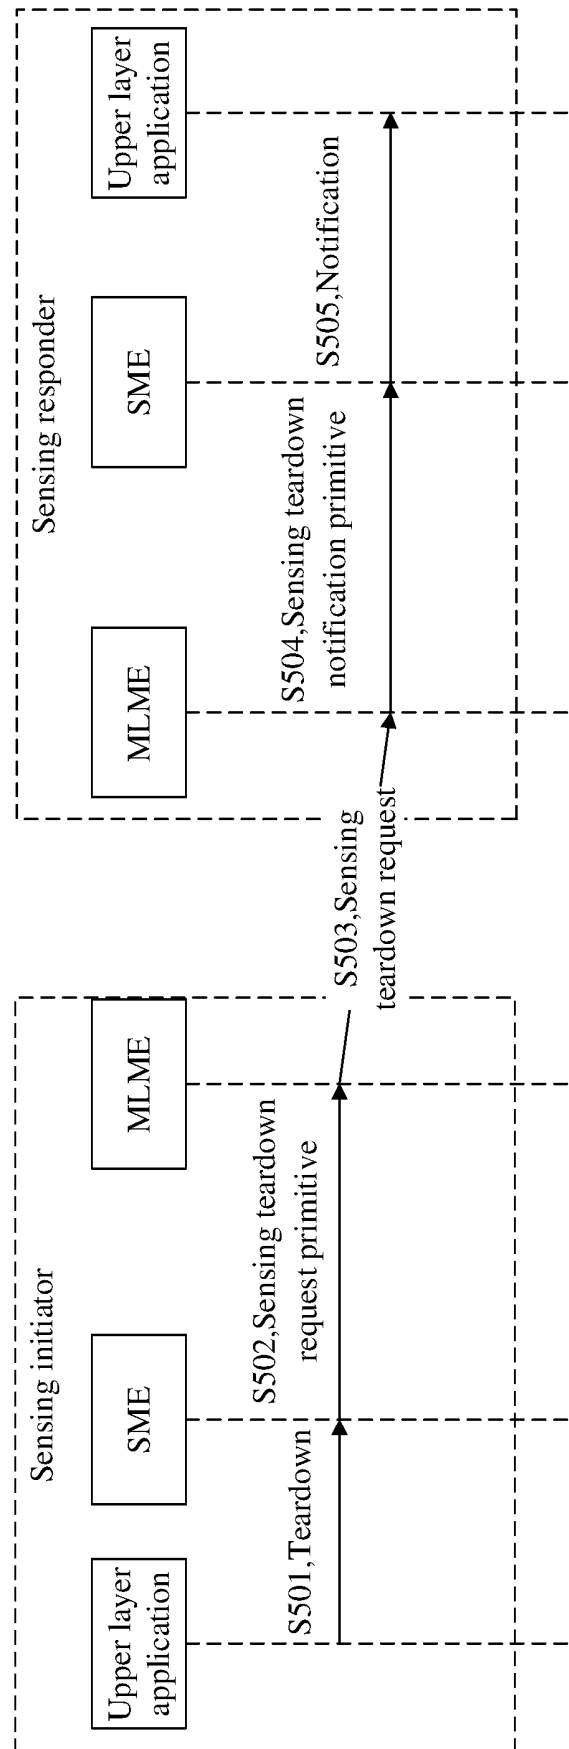 Sensing initiator
Sensing responder
Upper layer
application
SME
MLME
MLME
SME
Upper layer
application
S501,Teardown
S502,Sensing teardown
request primitive
S503,Sensing
teardown request
S504,Sensing teardown
notification primitive
S505,Notification